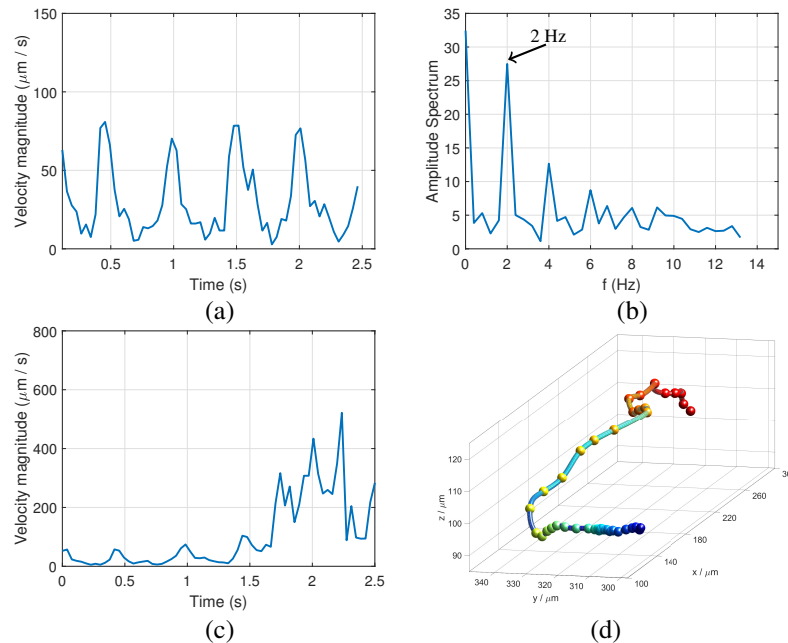 150
100
50
0
0.5 1 1.5 2 2.5
Velocity magnitude (μm / s)
Time (s)
(a)
2 Hz
35
30
25
20
15
10
5
0
0 2 4 6 8 10 12 14
Amplitude Spectrum
f (Hz)
(b)
800
600
400
200
0
0 0.5 1 1.5 2 2.5
Velocity magnitude (μm / s)
Time (s)
(c)
120
110
100
90
z / μm
340 330 320 310 300
y / μm
100 140 180 220 260
x / μm
(d)